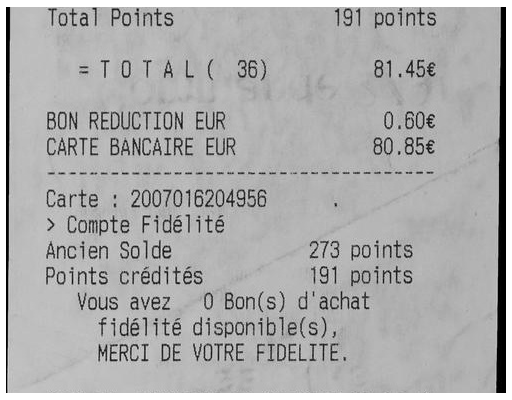 Total Points 191 points
=TOTAL( 36) 81.45€
BON REDUCTION EUR 0.60€
CARTE BANCAIRE EUR 80.85€
------------------------------------
Carte : 2007016204956
> Compte Fidélité
Ancien Solde 273 points
Points crédités 191 points
Vous avez 0 Bon(s) d'achat
fidélité disponible(s),
MERCI DE VOTRE FIDELITE.